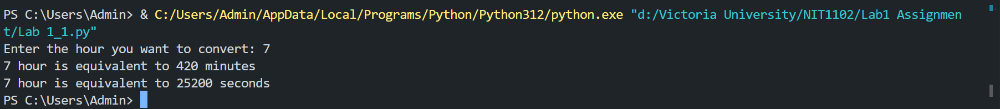 PS C:\Users\Admin> & C:/Users/Admin/AppData/Local/Programs/Python/Python312/python.exe "d:/Victoria University/NIT1102/Lab1 Assignmen
t/Lab 1_1.py"
Enter the hour you want to convert: 7
7 hour is equivalent to 420 minutes
7 hour is equivalent to 25200 seconds
PS C:\Users\Admin>